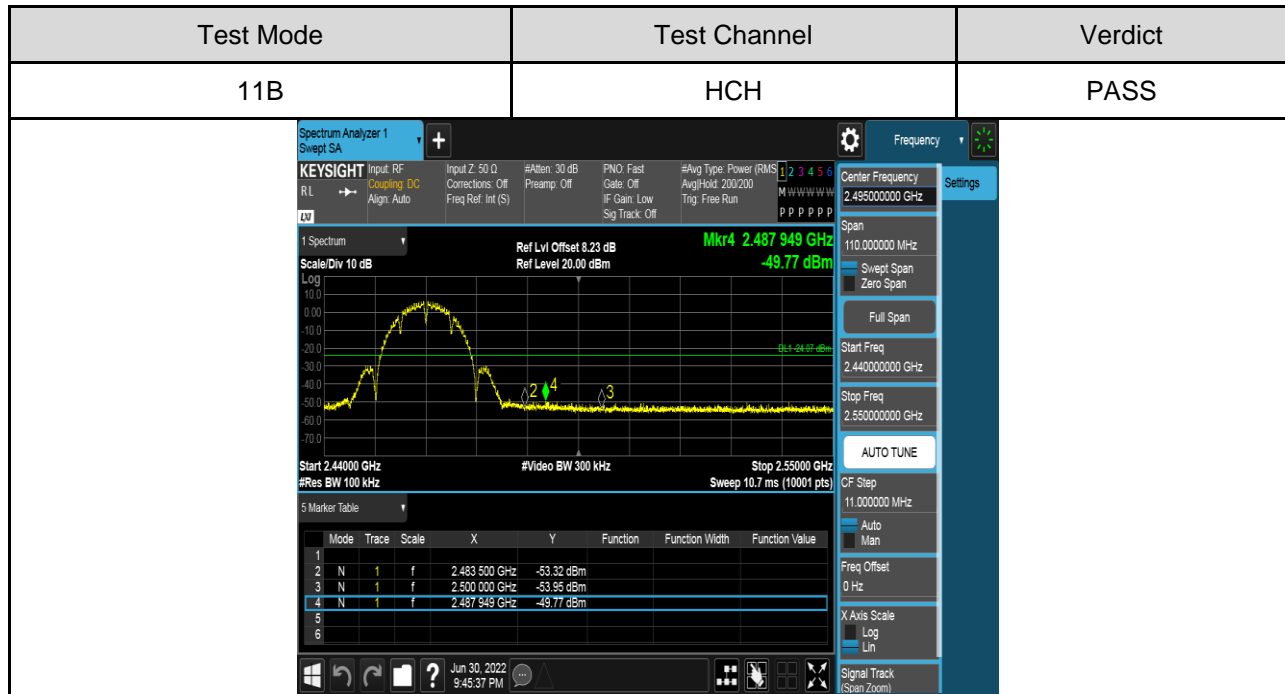 Test Mode Test Channel Verdict
11B HCH PASS
Spectrum Analyzer 1
Swept SA
+
Frequency
KEYSIGHT Input: RF Input Z: 50 Ω #Atten: 30 dB PNO: Fast #Avg Type: Power (RMS 1 2 3 4 5 6
RL Coupling: DC Corrections: Off Preamp: Off Gate: Off Avg|Hold: 200/200 M W W W W W
Align: Auto Freq Ref: Int (S) IF Gain: Low Trig: Free Run
LXI Sig Track: Off P P P P P P
1 Spectrum
Ref Lvl Offset 8.23 dB Mkr4 2.487 949 GHz
Scale/Div 10 dB Ref Level 20.00 dBm -49.77 dBm
Log
10.0
0.00
-10.0
-20.0
DL1 -24.07 dBm
-30.0
-40.0
2 4 3
-50.0
-60.0
-70.0
Start 2.44000 GHz #Video BW 300 kHz Stop 2.55000 GHz
#Res BW 100 kHz Sweep 10.7 ms (10001 pts)
5 Marker Table
Mode Trace Scale X Y Function Function Width Function Value
1
2 N 1 f 2.483 500 GHz -53.32 dBm
3 N 1 f 2.500 000 GHz -53.95 dBm
4 N 1 f 2.487 949 GHz -49.77 dBm
5
6
? Jun 30, 2022
9:45:37 PM
Center Frequency
2.495000000 GHz
Settings
Span
110.000000 MHz
Swept Span
Zero Span
Full Span
Start Freq
2.440000000 GHz
Stop Freq
2.550000000 GHz
AUTO TUNE
CF Step
11.000000 MHz
Auto
Man
Freq Offset
0 Hz
X Axis Scale
Log
Lin
Signal Track
(Span Zoom)